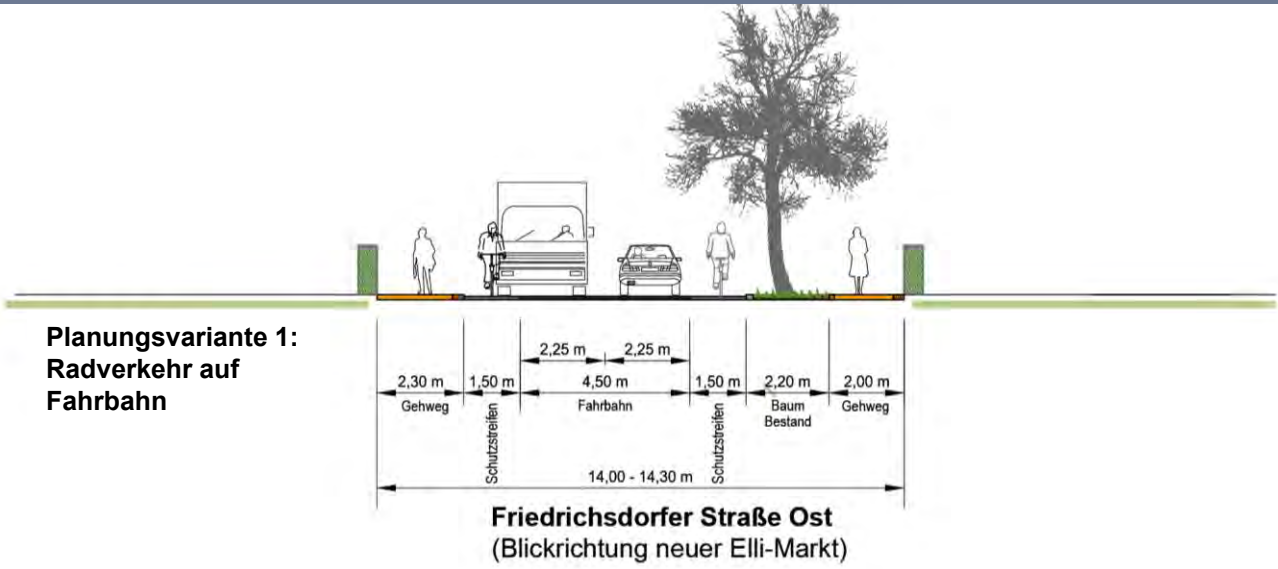 Planungsvariante 1:
Radverkehr auf
Fahrbahn
2,25 m 2,25 m
2,30 m 1,50 m 4,50 m 1,50 m 2,20 m 2,00 m
Gehweg Schutzstreifen Fahrbahn Schutzstreifen Baum Gehweg
Bestand
14,00 - 14,30 m
Friedrichsdorfer Straße Ost
(Blickrichtung neuer Elli-Markt)